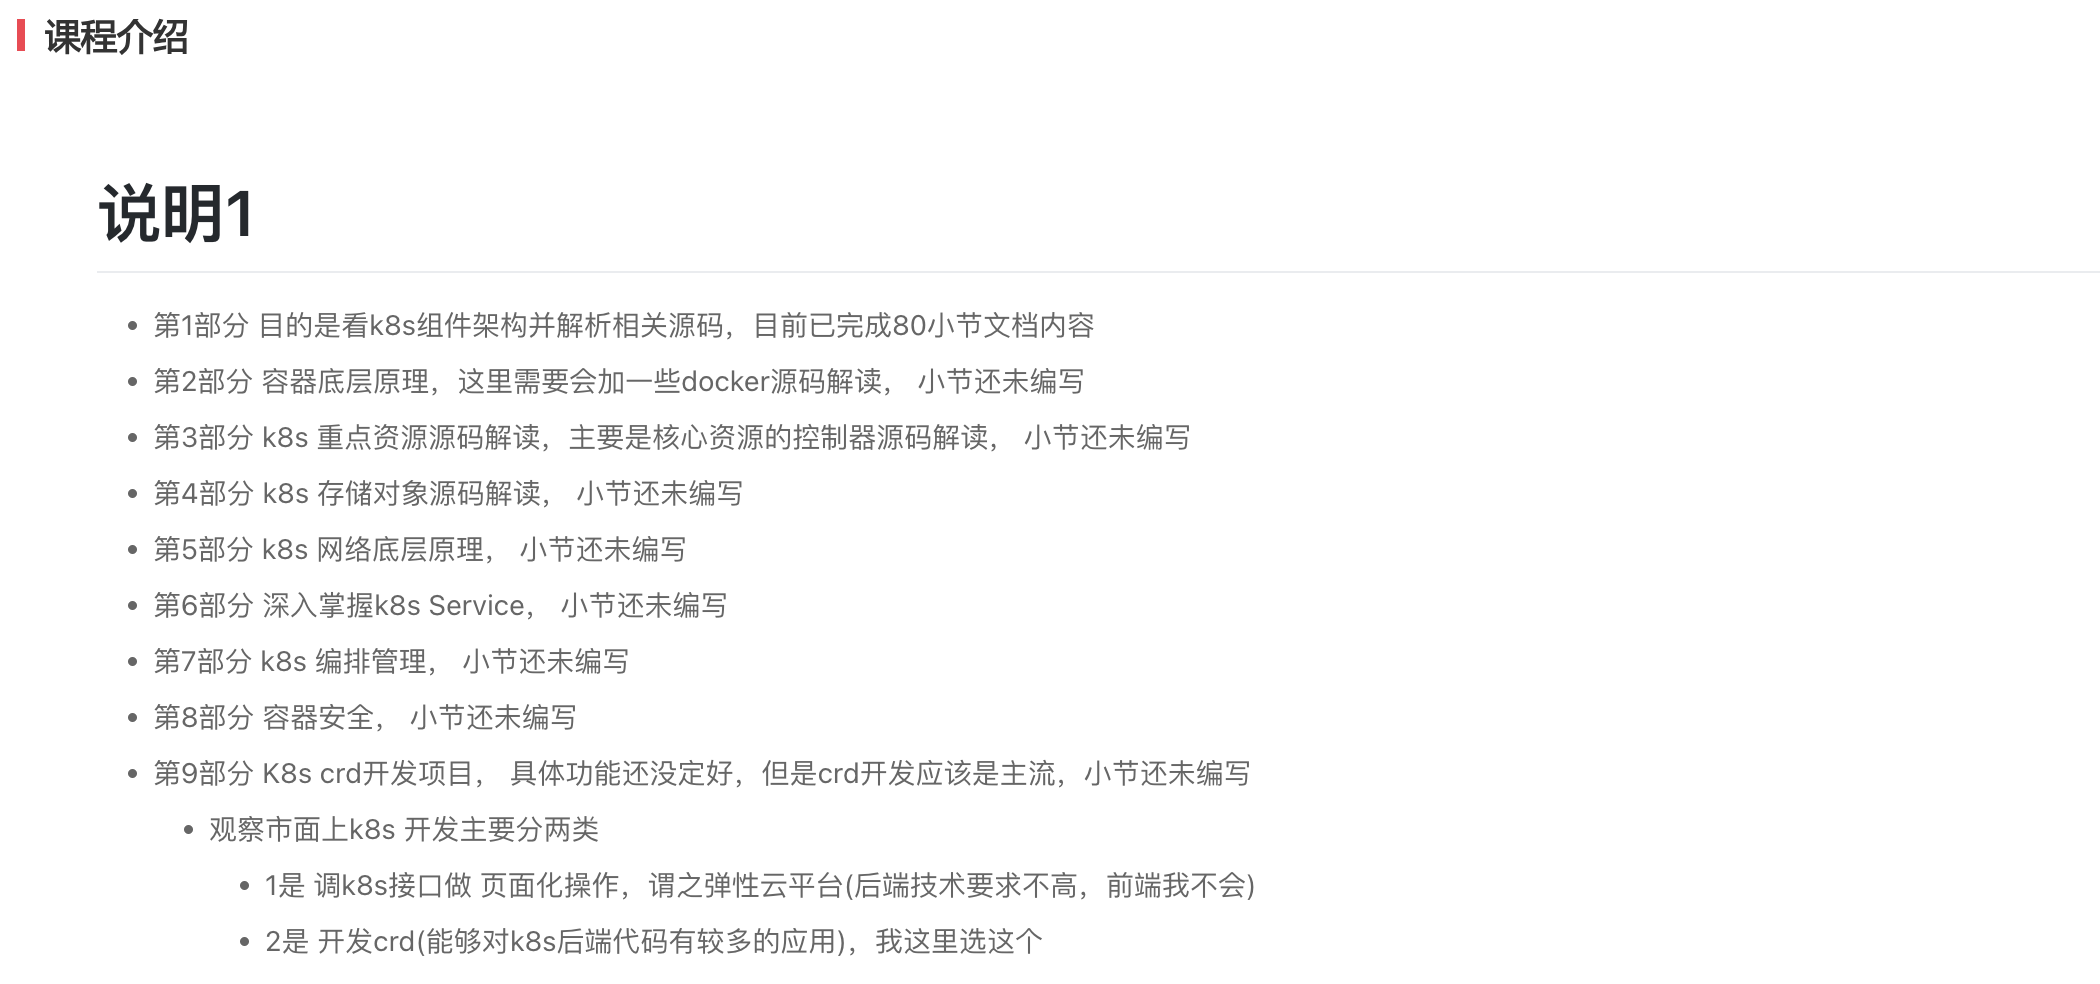 课程介绍
说明1
第1部分 目的是看k8s组件架构并解析相关源码，目前已完成80小节文档内容
第2部分 容器底层原理，这里需要会加一些docker源码解读， 小节还未编写
第3部分 k8s 重点资源源码解读，主要是核心资源的控制器源码解读， 小节还未编写
第4部分 k8s 存储对象源码解读， 小节还未编写
第5部分 k8s 网络底层原理， 小节还未编写
第6部分 深入掌握k8s Service， 小节还未编写
第7部分 k8s 编排管理， 小节还未编写
第8部分 容器安全， 小节还未编写
第9部分 K8s crd开发项目， 具体功能还没定好，但是crd开发应该是主流，小节还未编写
观察市面上k8s 开发主要分两类
1是 调k8s接口做 页面化操作，谓之弹性云平台(后端技术要求不高，前端我不会)
2是 开发crd(能够对k8s后端代码有较多的应用)，我这里选这个